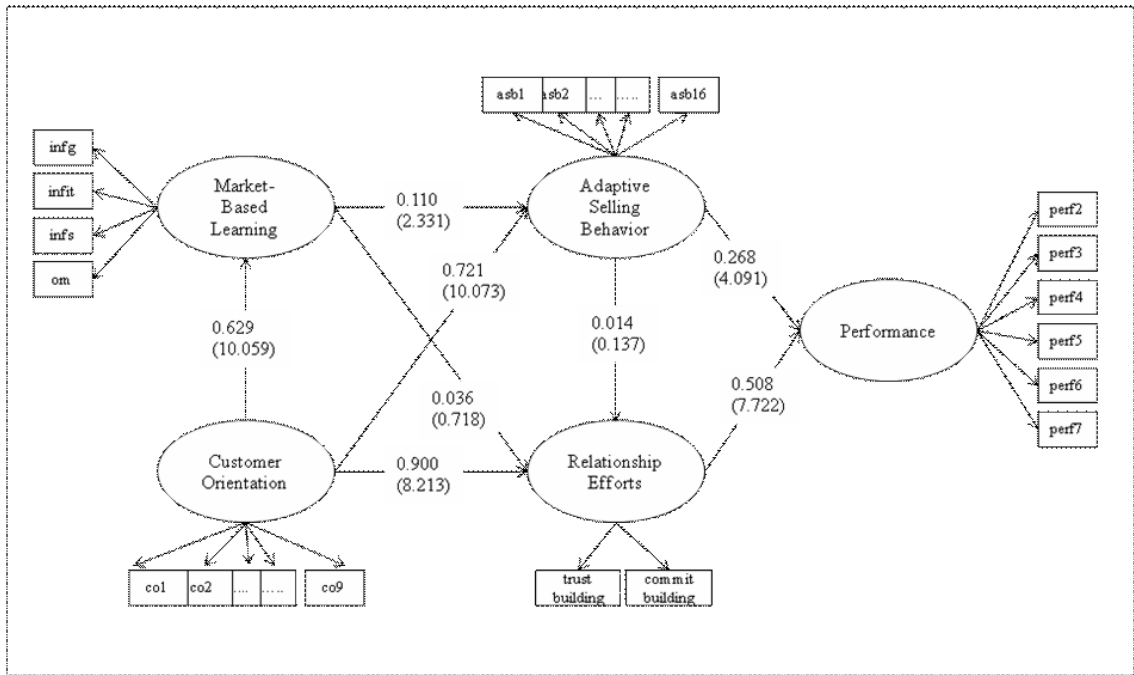 asb1
asb2
...
.....
asb16
infg
infit
infs
om
Market-
Based
Learning
0.110
(2.331)
Adaptive
Selling
Behavior
perf2
perf3
perf4
perf5
perf6
perf7
0.721
(10.073)
0.268
(4.091)
0.629
(10.059)
0.014
(0.137)
Performance
0.036
(0.718)
0.508
(7.722)
Customer
Orientation
0.900
(8.213)
Relationship
Efforts
co1
co2
....
.....
co9
trust
building
commit
building